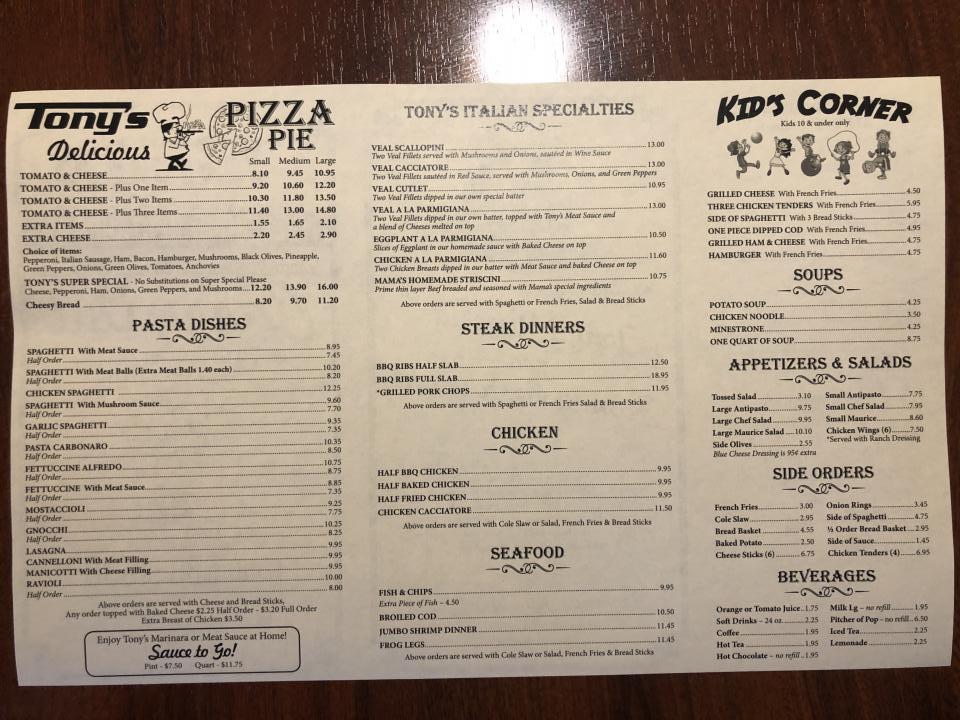 Tony's
Delicious
PIZZA
PIE
Small Medium Large
TOMATO & CHEESE 8.10 9.45 10.95
TOMATO & CHEESE - Plus One Item 9.20 10.60 12.20
TOMATO & CHEESE - Plus Two Items 10.30 11.80 13.50
TOMATO & CHEESE - Plus Three Items 11.40 13.00 14.80
EXTRA ITEMS 1.55 1.65 2.10
EXTRA CHEESE 2.20 2.45 2.90
Choice of items:
Pepperoni, Italian Sausage, Ham, Bacon, Hamburger, Mushrooms, Black Olives, Pineapple,
Green Peppers, Onions, Green Olives, Tomatoes, Anchovies
TONY'S SUPER SPECIAL - No Substitutions on Super Special Please
Cheese, Pepperoni, Ham, Onions, Green Peppers, and Mushrooms 12.20 13.90 16.00
Cheesy Bread 8.20 9.70 11.20
PASTA DISHES
SPAGHETTI With Meat Sauce 8.95
Half Order 7.45
SPAGHETTI With Meat Balls (Extra Meat Balls 1.40 each) 10.20
Half Order 8.20
CHICKEN SPAGHETTI 12.25
SPAGHETTI With Mushroom Sauce 9.60
Half Order 7.70
GARLIC SPAGHETTI 9.35
Half Order 7.35
PASTA CARBONARO 10.35
Half Order 8.50
FETTUCINE ALFREDO 10.75
Half Order 8.75
FETTUCINE With Meat Sauce 8.85
Half Order 7.35
MOSTACCIOLI 9.25
Half Order 7.75
GNOCCHI 10.25
Half Order 8.25
LASAGNA 9.95
CANNELLONI With Meat Filling 9.95
MANICOTTI With Cheese Filling 9.95
RAVIOLI 10.00
Half Order 8.00
Above orders are served with Cheese and Bread Sticks,
Any order topped with Baked Cheese $2.25 Half Order - $3.20 Full Order
Extra Breast of Chicken $3.50
Enjoy Tony's Marinara or Meat Sauce at Home!
Sauce to Go!
Pint - $7.50 Quart - $11.75
TONY'S ITALIAN SPECIALTIES
VEAL SCALLOPINI 13.00
Two Veal Fillets served with Mushrooms and Onions, sautéed in Wine Sauce
VEAL CACCIATORE 13.00
Two Veal Fillets sautéed in Red Sauce, served with Mushrooms, Onions, and Green Peppers
VEAL CUTLET 10.95
Two Veal Fillets dipped in our own special batter
VEAL A LA PARMIGIANA 13.00
Two Veal Fillets dipped in our own batter, topped with Tony's Meat Sauce and
a blend of Cheeses melted on top
EGGPLANT A LA PARMIGIANA 10.50
Slices of Eggplant in our homemade sauce with Baked Cheese on top
CHICKEN A LA PARMIGIANA 11.60
Two Chicken Breasts dipped in our batter with Meat Sauce and baked Cheese on top
MAMA'S HOMEMADE STRISCINI 10.75
Prime thin layer Beef breaded and seasoned with Mama's special ingredients
Above orders are served with Spaghetti or French Fries, Salad & Bread Sticks
STEAK DINNERS
BBQ RIBS HALF SLAB 12.50
BBQ RIBS FULL SLAB 18.95
*GRILLED PORK CHOPS 11.95
Above orders are served with Spaghetti or French Fries Salad & Bread Sticks
CHICKEN
HALF BBQ CHICKEN 9.95
HALF BAKED CHICKEN 9.95
HALF FRIED CHICKEN 9.95
CHICKEN CACCIATORE 11.50
Above orders are served with Cole Slaw or Salad, French Fries & Bread Sticks
SEAFOOD
FISH & CHIPS 9.95
Extra Piece of Fish - 4.50
BROILED COD 10.50
JUMBO SHRIMP DINNER 11.45
FROG LEGS 11.45
Above orders are served with Cole Slaw or Salad, French Fries & Bread Sticks
KID'S CORNER
Kids 10 & under only
GRILLED CHEESE With French Fries 4.50
THREE CHICKEN TENDERS With French Fries 5.95
SIDE OF SPAGHETTI With 3 Bread Sticks 4.75
ONE PIECE DIPPED COD With French Fries 4.95
GRILLED HAM & CHEESE With French Fries 4.75
HAMBURGER With French Fries 4.75
SOUPS
POTATO SOUP 4.25
CHICKEN NOODLE 3.50
MINESTRONE 4.25
ONE QUART OF SOUP 8.75
APPETIZERS & SALADS
Tossed Salad 3.10
Large Antipasto 9.75
Large Chef Salad 9.95
Large Maurice Salad 10.10
Side Olives 2.55
Blue Cheese Dressing is 95¢ extra
Small Antipasto 7.75
Small Chef Salad 7.95
Small Maurice 8.60
Chicken Wings (6) 7.50
*Served with Ranch Dressing
SIDE ORDERS
French Fries 3.00
Cole Slaw 2.95
Bread Basket 4.55
Baked Potato 2.50
Cheese Sticks (6) 6.75
Onion Rings 3.45
Side of Spaghetti 4.75
½ Order Bread Basket 2.95
Side of Sauce 1.45
Chicken Tenders (4) 6.95
BEVERAGES
Orange or Tomato Juice 1.75
Soft Drinks - 24 oz. 2.25
Coffee 1.95
Hot Tea 1.95
Hot Chocolate - no refill 1.95
Milk Lg - no refill 1.95
Pitcher of Pop - no refill 6.50
Iced Tea 2.25
Lemonade 2.25